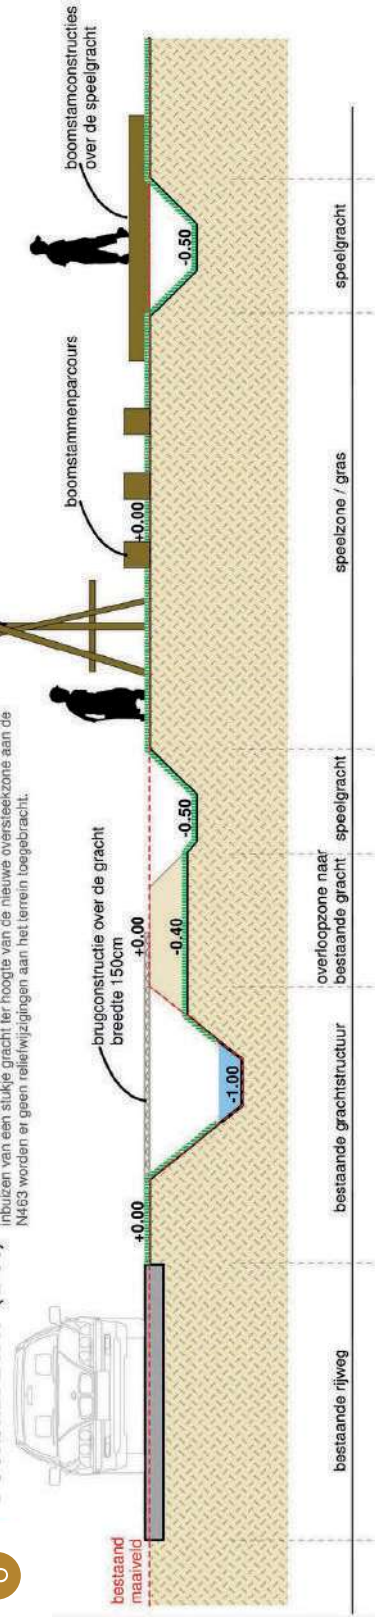 inbuizen van een stukje gracht ter hoogte van de nieuwe oversteekzone aan de
N463 worden er geen reliëfwijzigingen aan het terrein toegebracht.
bestaand
maaiveld
+0.00
brugconstructie over de gracht
breedte 150cm
+0.00
-1.00
-0.40
-0.50
boomstammenparcours
+0.00
boomstamconstructies
over de speelgracht
-0.50
bestaande rijweg
bestaande grachtstructuur
overloopzone naar
bestaande gracht
speelgracht
speelzone / gras
speelgracht